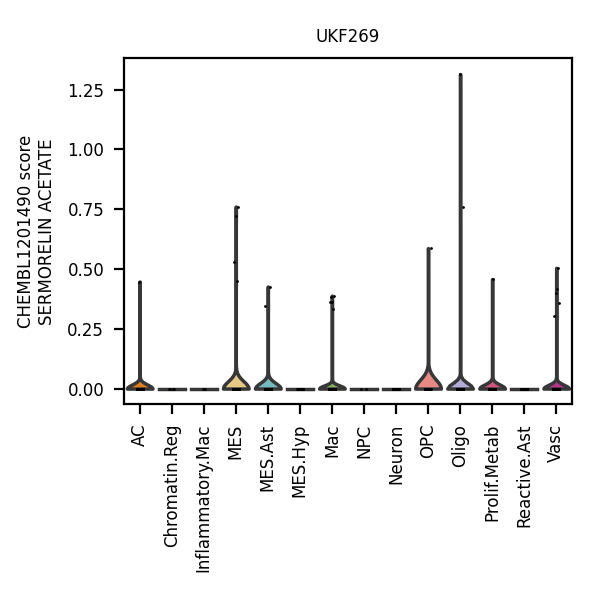 UKF269
CHEMBL1201490 score
SERMORELIN ACETATE
1.25
1.00
0.75
0.50
0.25
0.00
AC
Chromatin.Reg
Inflammatory.Mac
MES
MES.Ast
MES.Hyp
Mac
NPC
Neuron
OPC
Oligo
Prolif.Metab
Reactive.Ast
Vasc